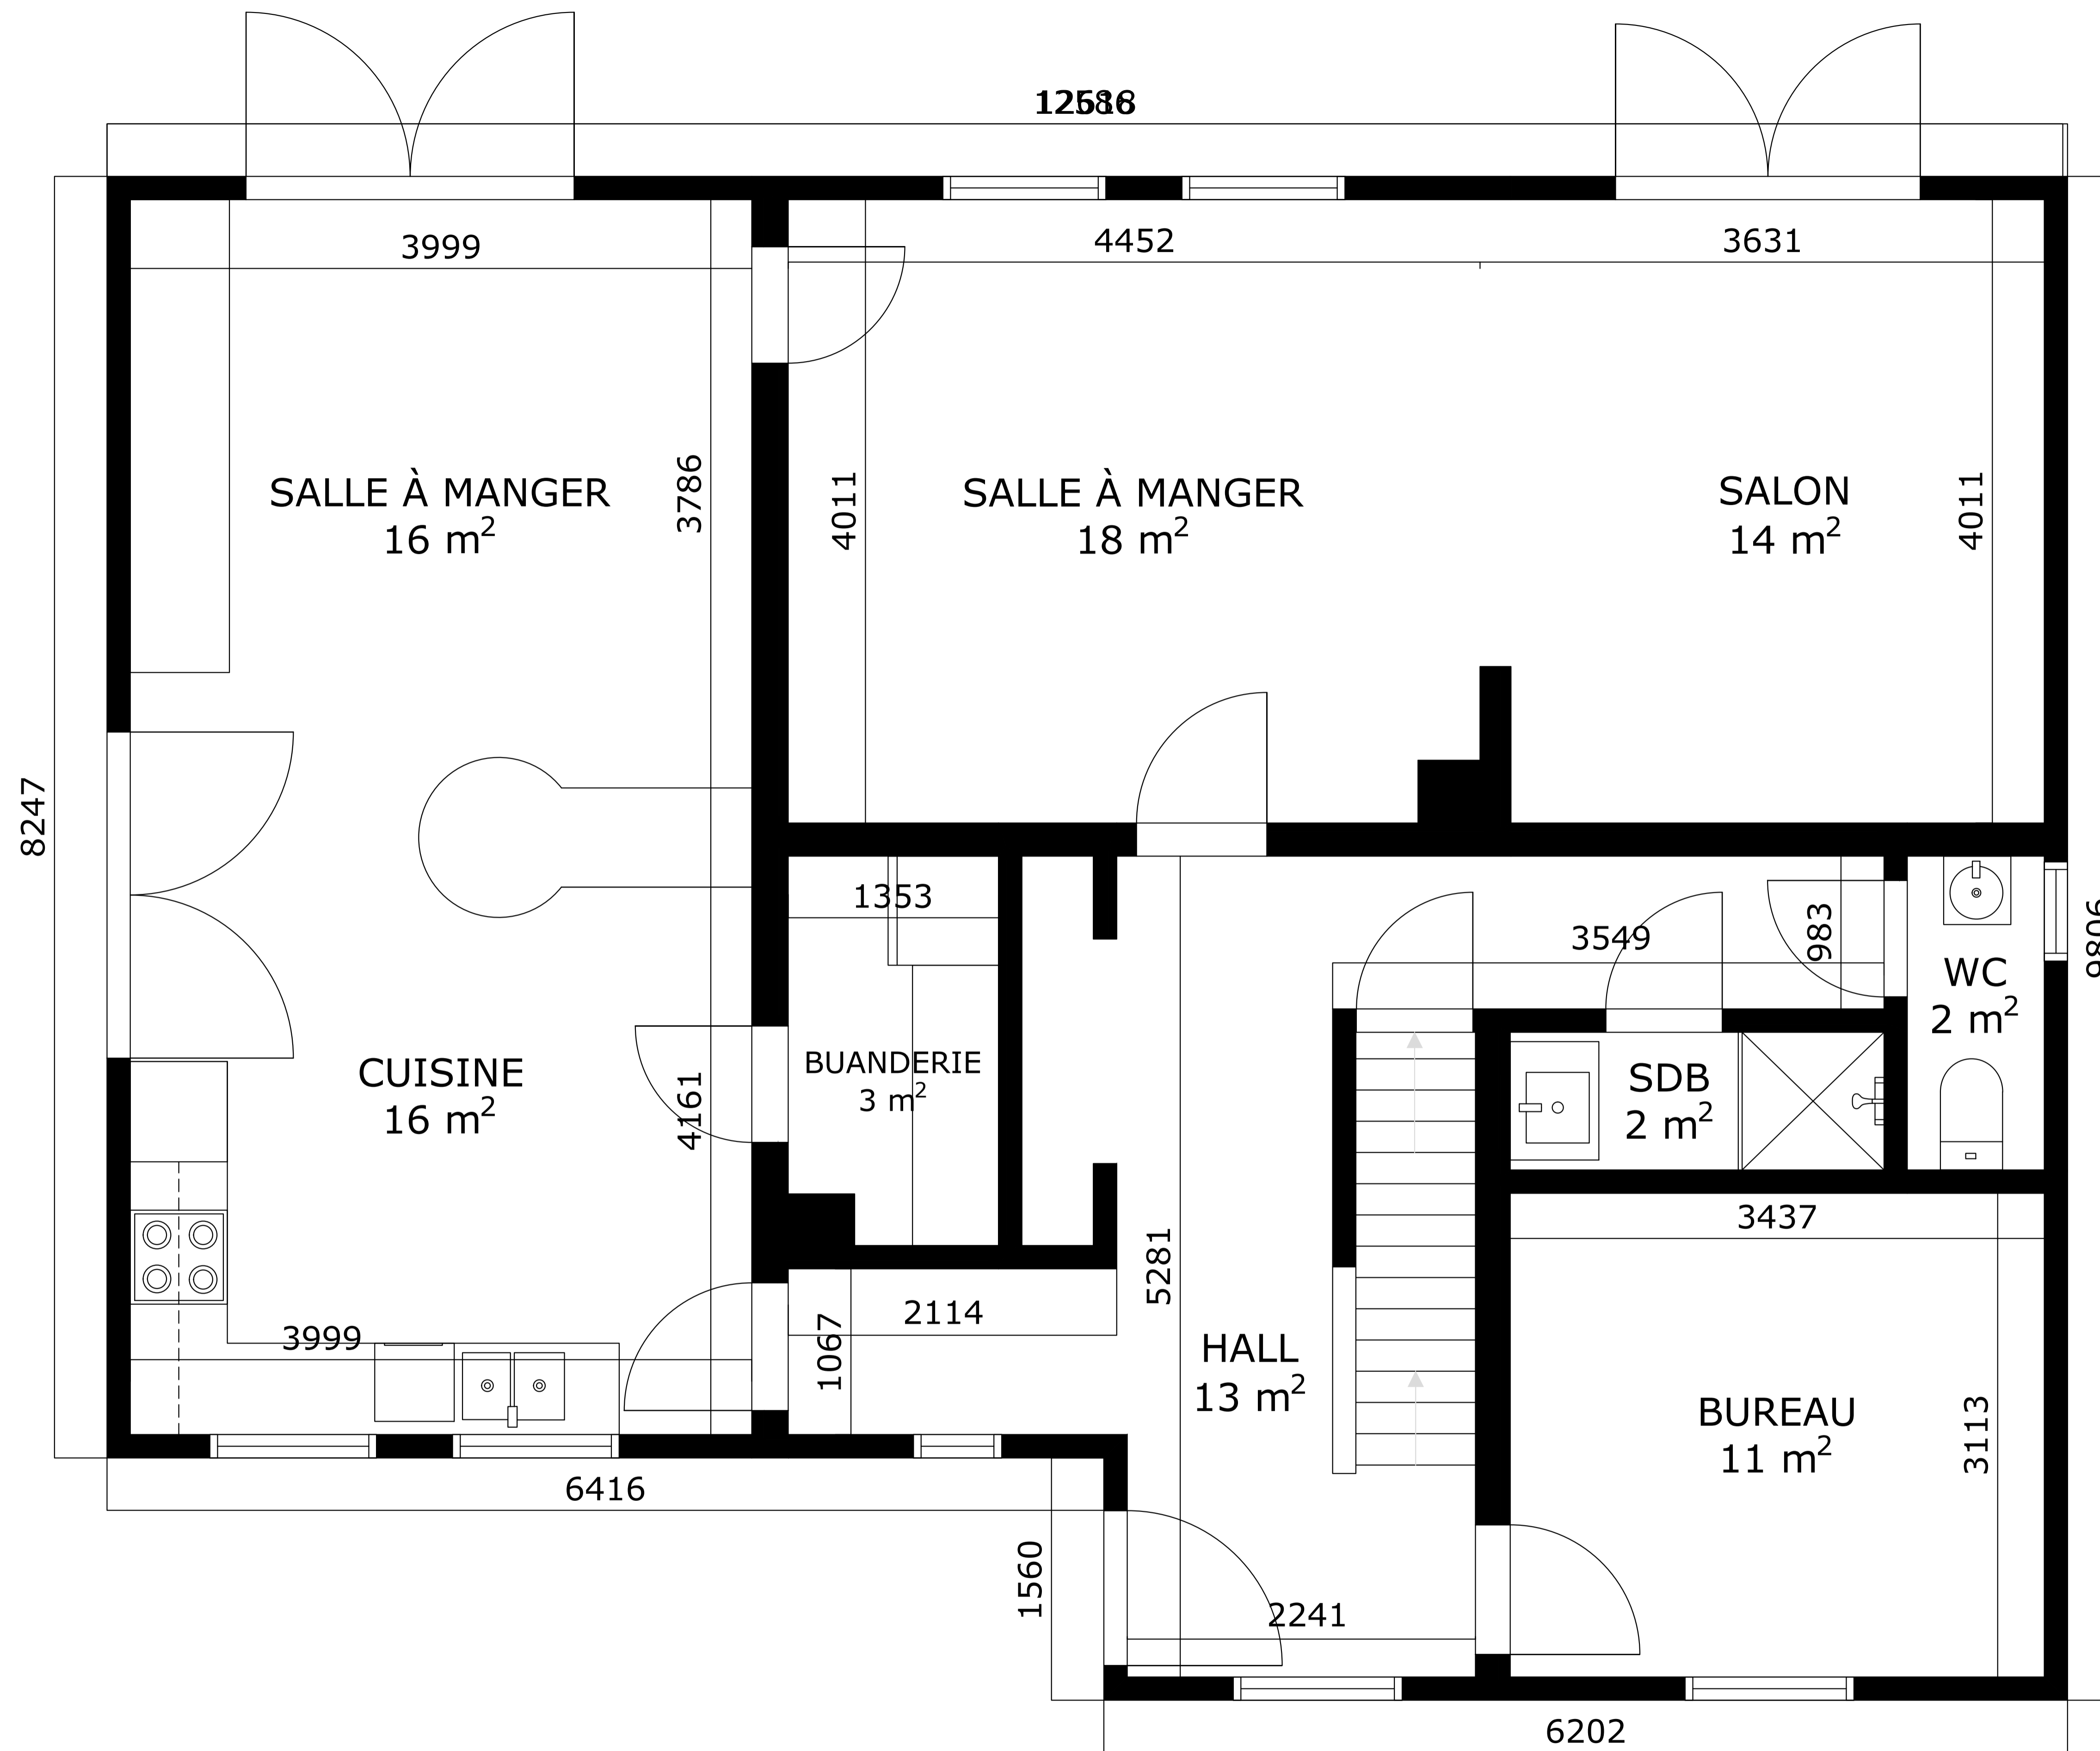 3999
4452
3631
SALLE À MANGER
16 m²
3786
4011
SALLE À MANGER
18 m²
SALON
14 m²
4011
8247
1353
3549
983
9806
WC
2 m²
CUISINE
16 m²
4161
BUANDERIE
3 m²
SDB
2 m²
3437
5281
2114
1067
3999
HALL
13 m²
BUREAU
11 m²
3113
6416
1560
2241
6202